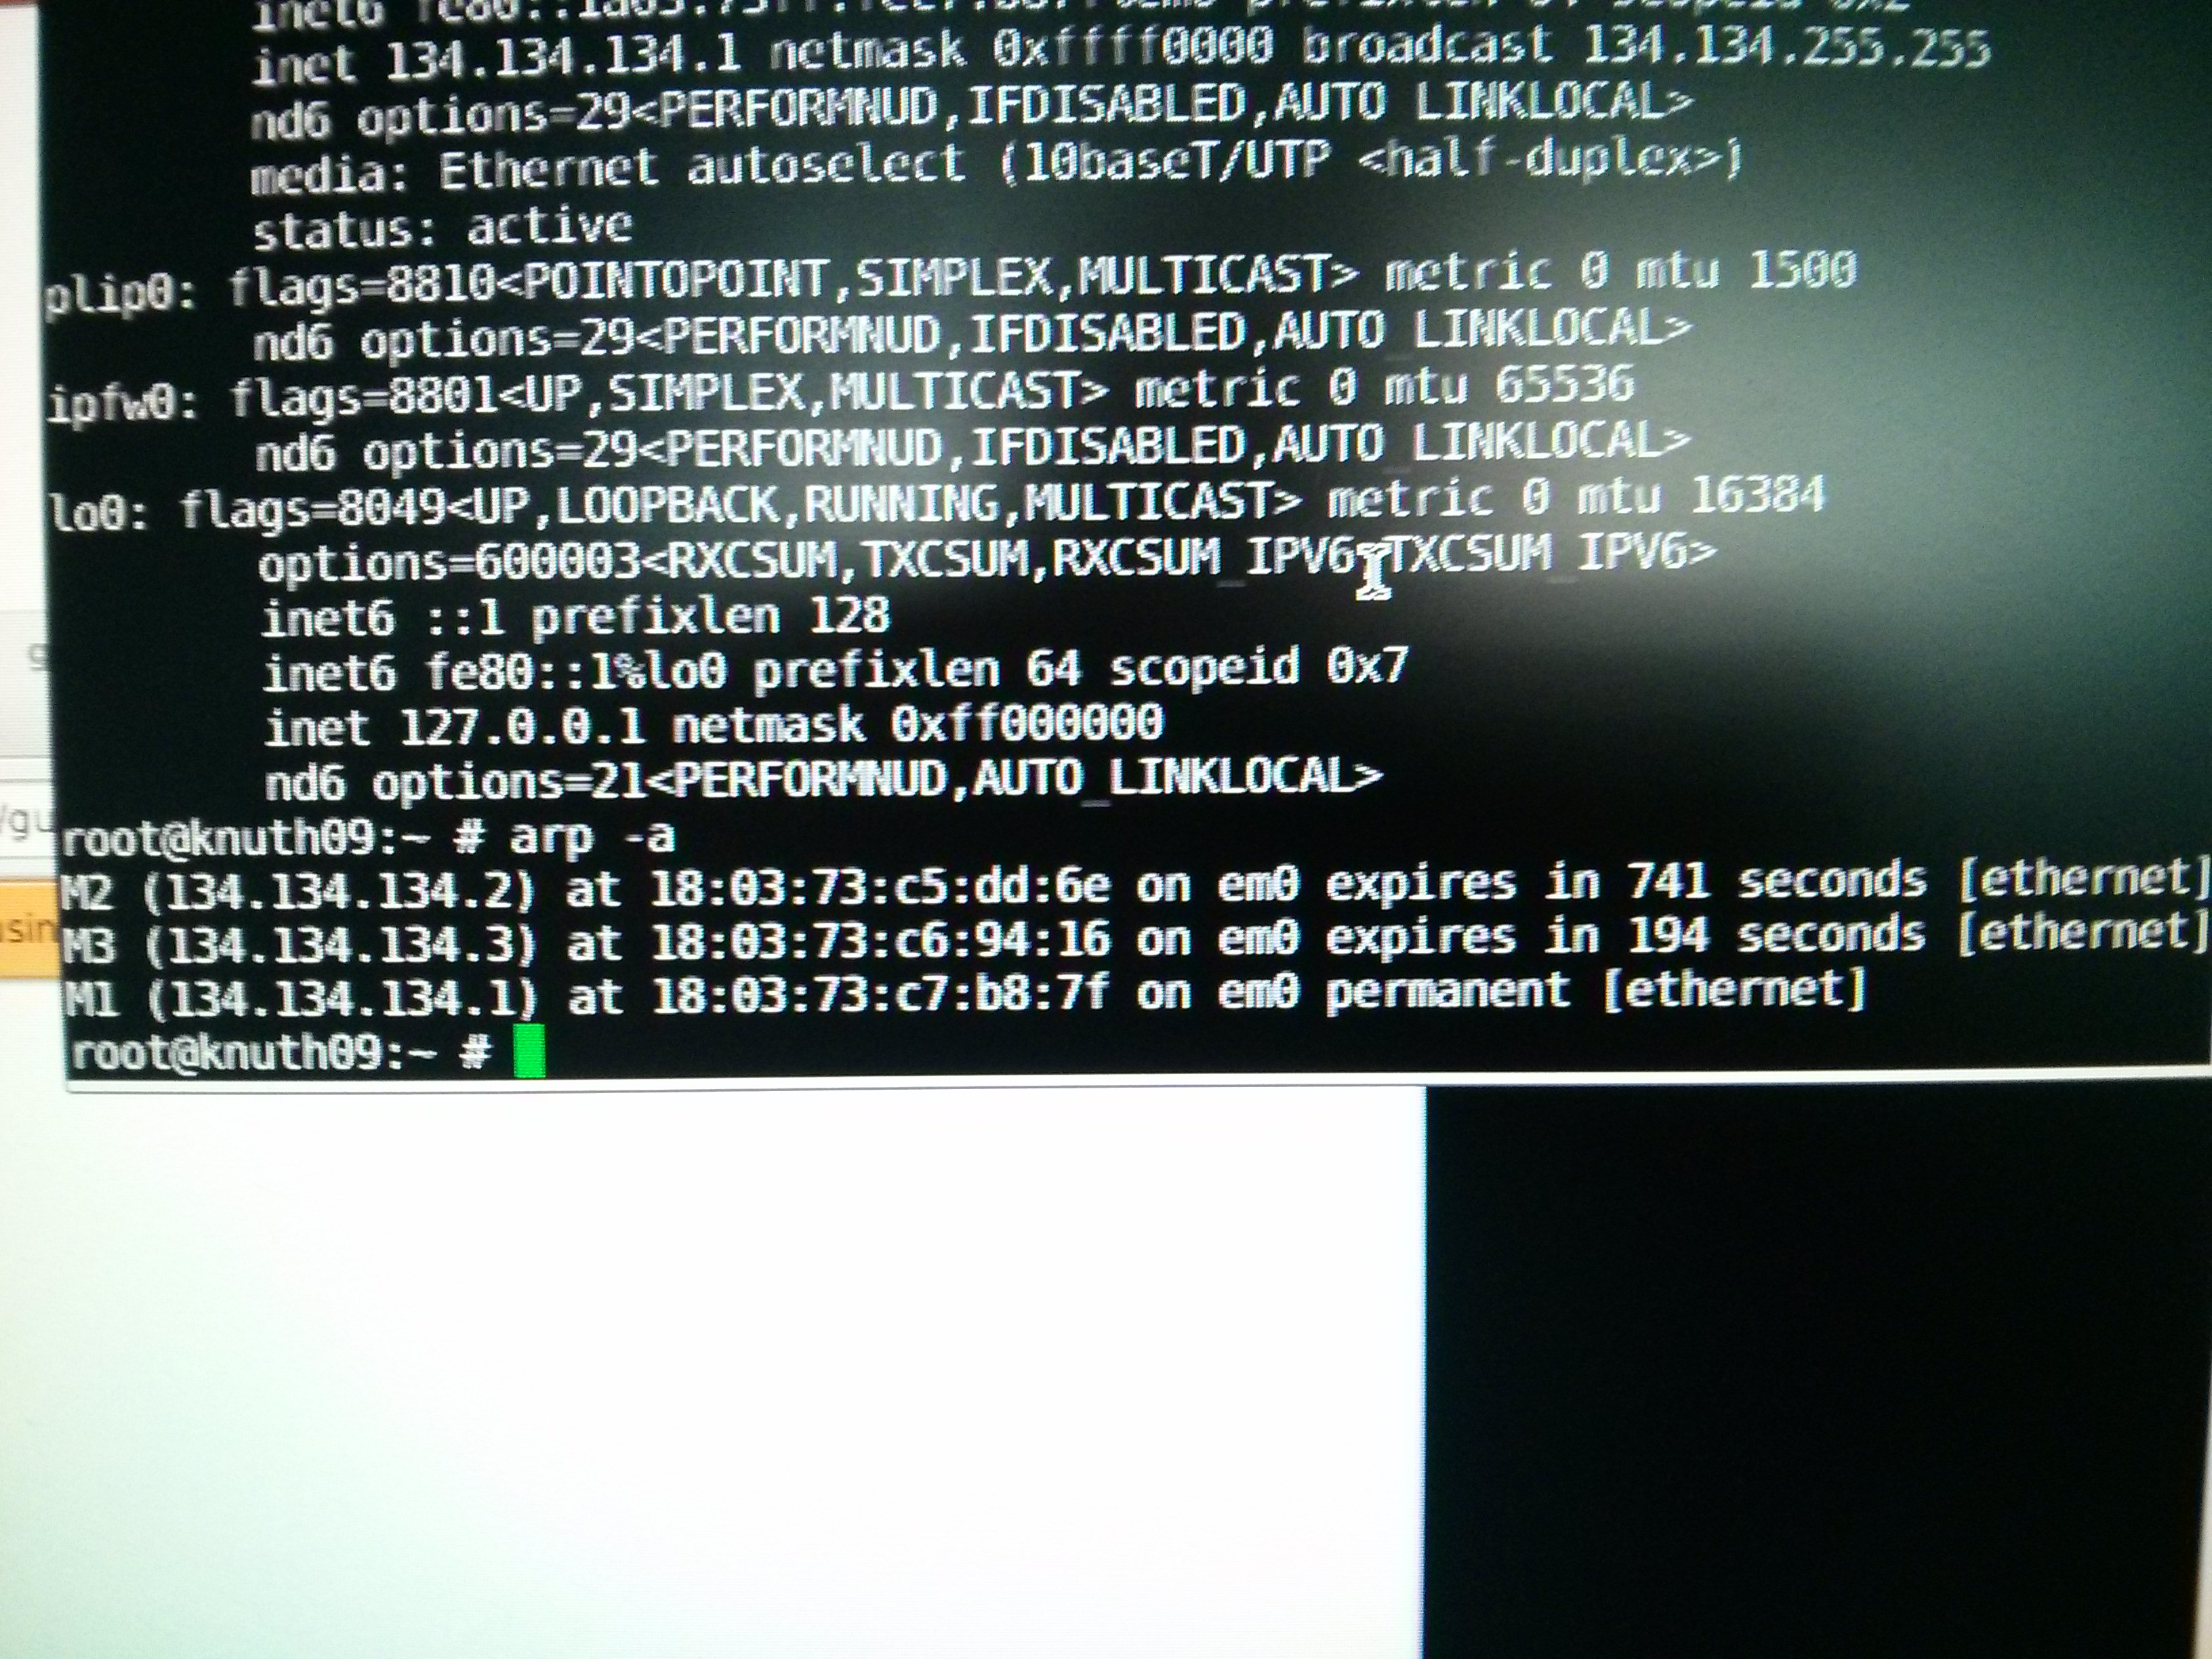 inet 134.134.134.1 netmask 0xffff0000 broadcast 134.134.255.255
nd6 options=29<PERFORMNUD,IFDISABLED,AUTO_LINKLOCAL>
media: Ethernet autoselect (10baseT/UTP <half-duplex>)
status: active
plip0: flags=8810<POINTOPOINT,SIMPLEX,MULTICAST> metric 0 mtu 1500
nd6 options=29<PERFORMNUD,IFDISABLED,AUTO_LINKLOCAL>
ipfw0: flags=8801<UP,SIMPLEX,MULTICAST> metric 0 mtu 65536
nd6 options=29<PERFORMNUD,IFDISABLED,AUTO_LINKLOCAL>
lo0: flags=8049<UP,LOOPBACK,RUNNING,MULTICAST> metric 0 mtu 16384
options=600003<RXCSUM,TXCSUM,RXCSUM_IPV6,TXCSUM_IPV6>
inet6 ::1 prefixlen 128
inet6 fe80::1%lo0 prefixlen 64 scopeid 0x7
inet 127.0.0.1 netmask 0xff000000
nd6 options=21<PERFORMNUD,AUTO_LINKLOCAL>
root@knuth09:~ # arp -a
M2 (134.134.134.2) at 18:03:73:c5:dd:6e on em0 expires in 741 seconds [ethernet]
M3 (134.134.134.3) at 18:03:73:c6:94:16 on em0 expires in 194 seconds [ethernet]
M1 (134.134.134.1) at 18:03:73:c7:b8:7f on em0 permanent [ethernet]
root@knuth09:~ #